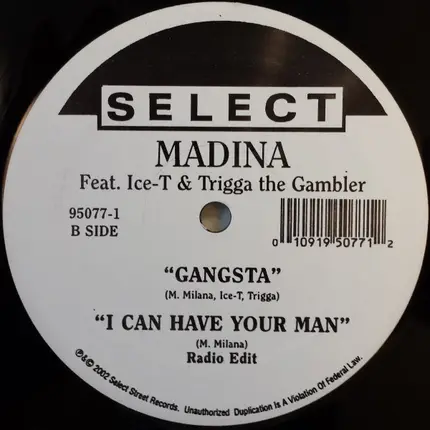 SELECT
MADINA
Feat. Ice-T & Trigga the Gambler
95077-1
B SIDE
0 10919 50771 2
"GANGSTA"
(M. Milana, Ice-T, Trigga)
"I CAN HAVE YOUR MAN"
(M. Milana)
Radio Edit
℗&© 2002 Select Street Records. Unauthorized Duplication Is A Violation Of Federal Law.